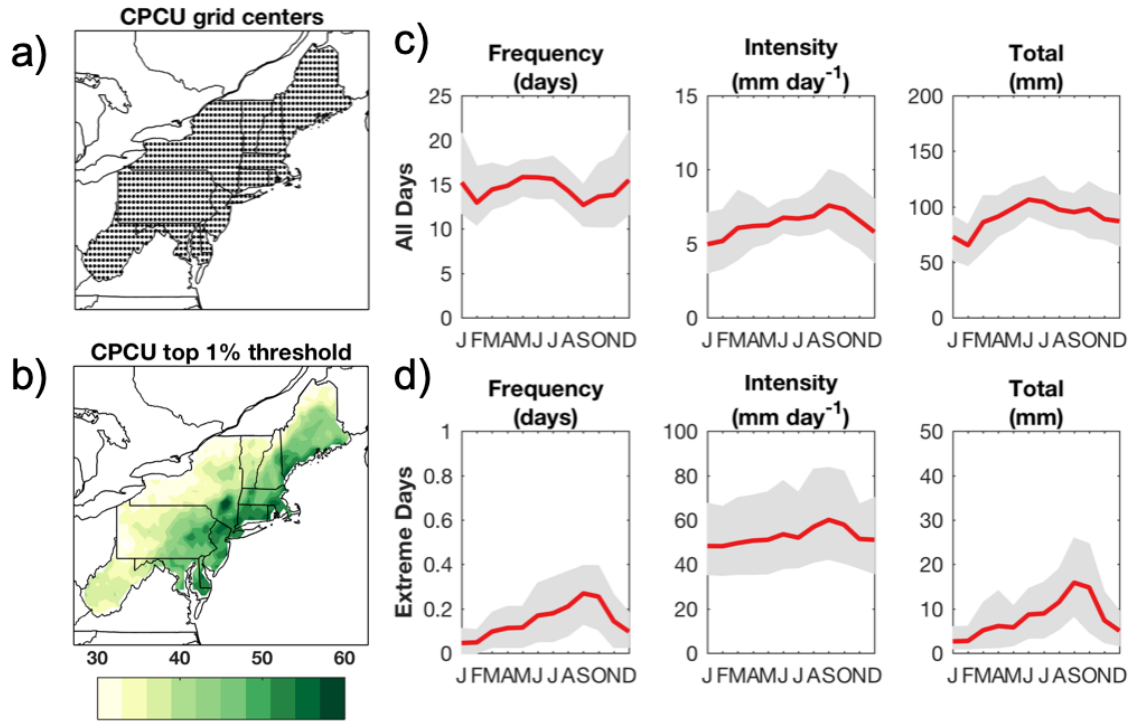 a)
CPCU grid centers
b)
CPCU top 1% threshold
30 40 50 60
c)
Frequency
(days)
Intensity
(mm day⁻¹)
Total
(mm)
All Days
25
20
15
10
5
0
15
10
5
0
200
150
100
50
0
J FMAMJ J ASOND
J FMAMJ J ASOND
J FMAMJ J ASOND
d)
Frequency
(days)
Intensity
(mm day⁻¹)
Total
(mm)
Extreme Days
1
0.8
0.6
0.4
0.2
0
100
80
60
40
20
0
50
40
30
20
10
0
J FMAMJ J ASOND
J FMAMJ J ASOND
J FMAMJ J ASOND